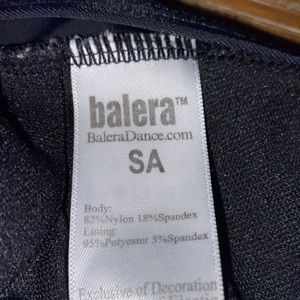 balera™
BaleraDance.com
SA
Body:
82%Nylon 18%Spandex
Lining:
95%Polyester 5%Spandex
Exclusive of Decoration